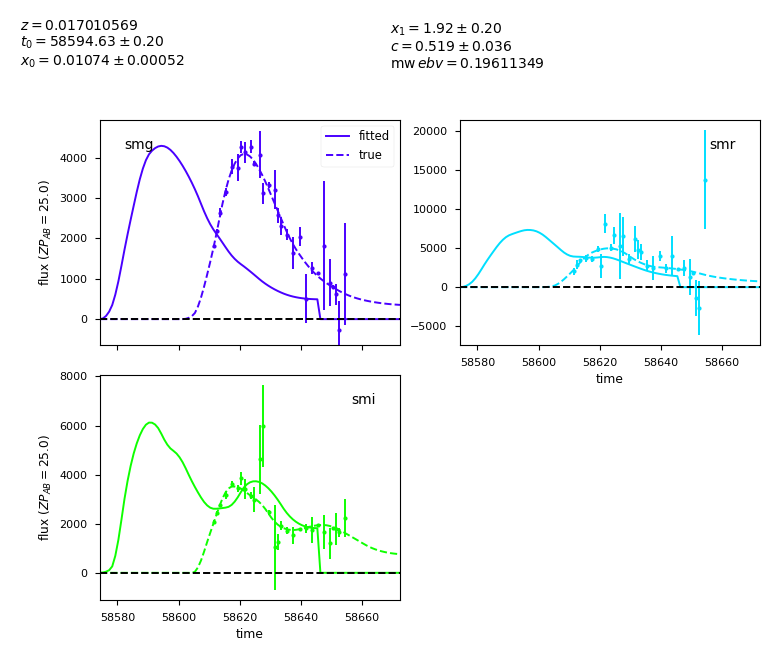 z = 0.017010569
t₀ = 58594.63 ± 0.20
x₀ = 0.01074 ± 0.00052
x₁ = 1.92 ± 0.20
c = 0.519 ± 0.036
mw ebv = 0.19611349
smg
fitted
true
4000
3000
2000
1000
0
flux (ZP_AB = 25.0)
smr
20000
15000
10000
5000
0
−5000
58580 58600 58620 58640 58660
time
smi
8000
6000
4000
2000
0
flux (ZP_AB = 25.0)
58580 58600 58620 58640 58660
time